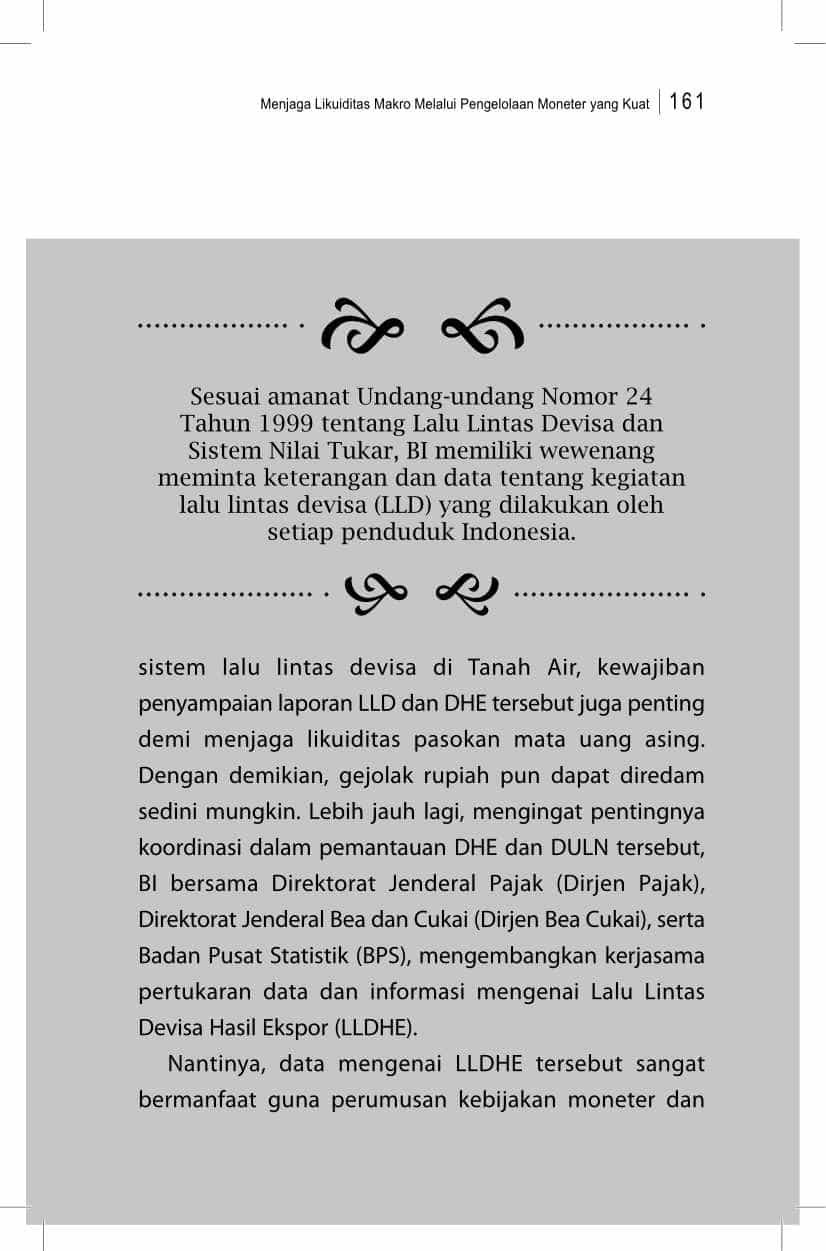 Menjaga Likuiditas Makro Melalui Pengelolaan Moneter yang Kuat 161
Sesuai amanat Undang-undang Nomor 24
Tahun 1999 tentang Lalu Lintas Devisa dan
Sistem Nilai Tukar, BI memiliki wewenang
meminta keterangan dan data tentang kegiatan
lalu lintas devisa (LLD) yang dilakukan oleh
setiap penduduk Indonesia.
sistem lalu lintas devisa di Tanah Air, kewajiban
penyampaian laporan LLD dan DHE tersebut juga penting
demi menjaga likuiditas pasokan mata uang asing.
Dengan demikian, gejolak rupiah pun dapat diredam
sedini mungkin. Lebih jauh lagi, mengingat pentingnya
koordinasi dalam pemantauan DHE dan DULN tersebut,
BI bersama Direktorat Jenderal Pajak (Dirjen Pajak),
Direktorat Jenderal Bea dan Cukai (Dirjen Bea Cukai), serta
Badan Pusat Statistik (BPS), mengembangkan kerjasama
pertukaran data dan informasi mengenai Lalu Lintas
Devisa Hasil Ekspor (LLDHE).
Nantinya, data mengenai LLDHE tersebut sangat
bermanfaat guna perumusan kebijakan moneter dan